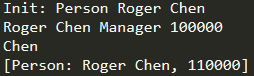 Init: Person Roger Chen
Roger Chen Manager 100000
Chen
[Person: Roger Chen, 110000]